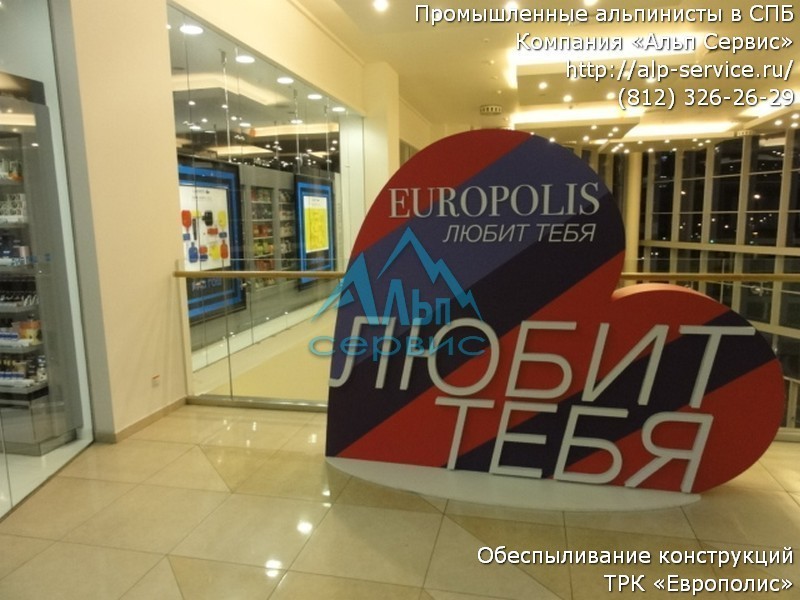 Промышленные альпинисты в СПБ
Компания «Альп Сервис»
http://alp-service.ru/
(812) 326-26-29
EUROPOLIS
ЛЮБИТ ТЕБЯ
Альп
сервис
ЛЮБИТ
ТЕБЯ
Обеспыливание конструкций
ТРК «Европолис»